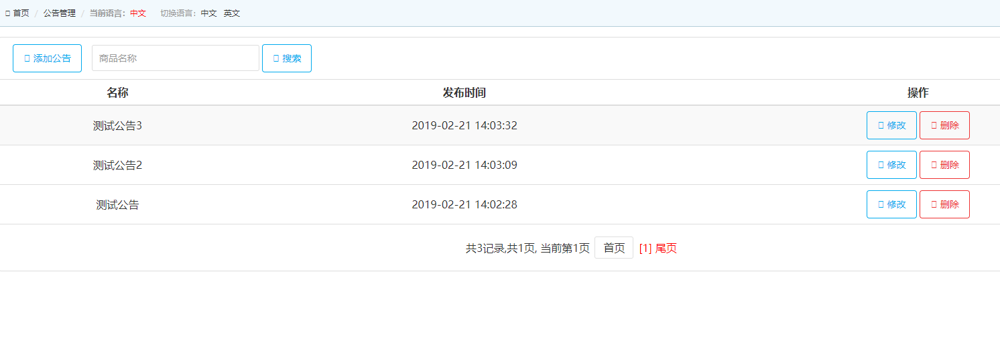 首页 / 公告管理 / 当前语言：中文 切换语言：中文 英文
添加公告 商品名称 搜索
名称 发布时间 操作
测试公告3 2019-02-21 14:03:32 修改 删除
测试公告2 2019-02-21 14:03:09 修改 删除
测试公告 2019-02-21 14:02:28 修改 删除
共3记录,共1页, 当前第1页 首页 [1] 尾页